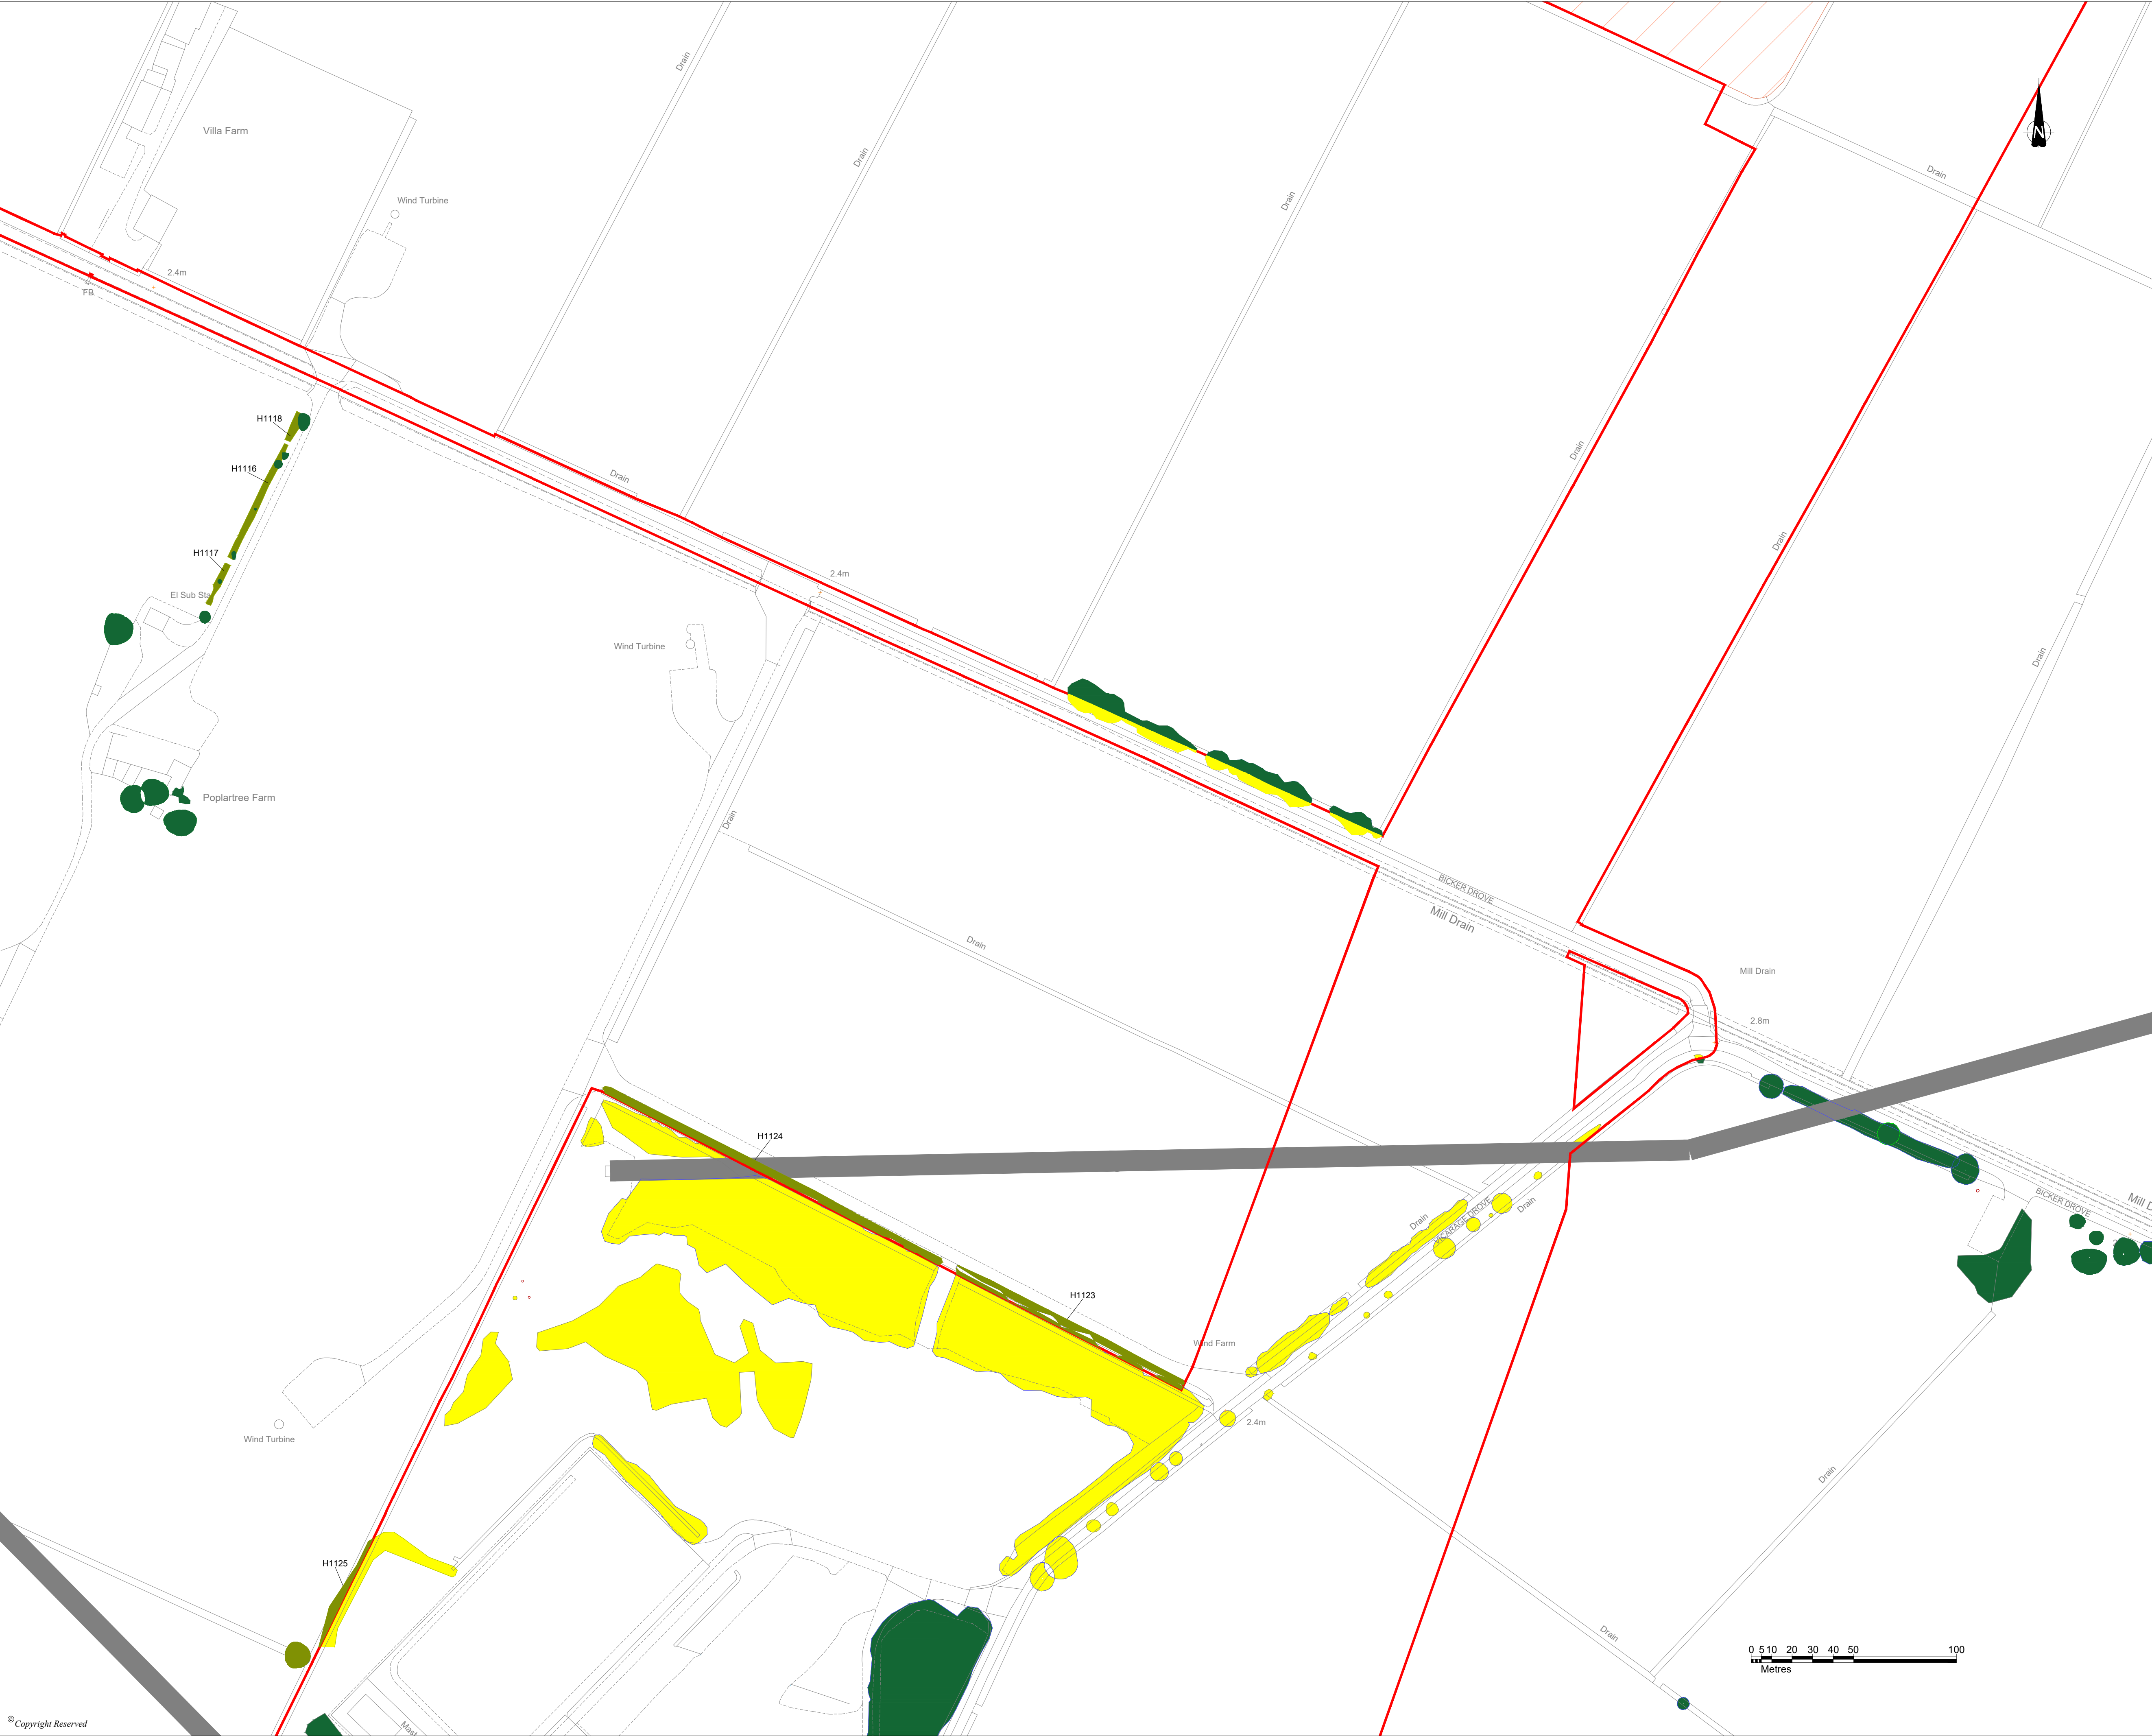 Drain
Drain
Villa Farm
N
Drain
Wind Turbine
Drain
2.4m
FB
H1118
Drain
H1116
Drain
Drain
H1117
2.4m
El Sub Sta
Wind Turbine
Drain
Poplartree Farm
Drain
BICKER DROVE
Mill Drain
Drain
Mill Drain
2.8m
H1124
BICKER DROVE
Mill D
Drain
VICARAGE DROVE
Drain
H1123
Wind Farm
2.4m
Wind Turbine
Drain
H1125
Drain
0 5 10 20 30 40 50 100
Metres
© Copyright Reserved
Mast